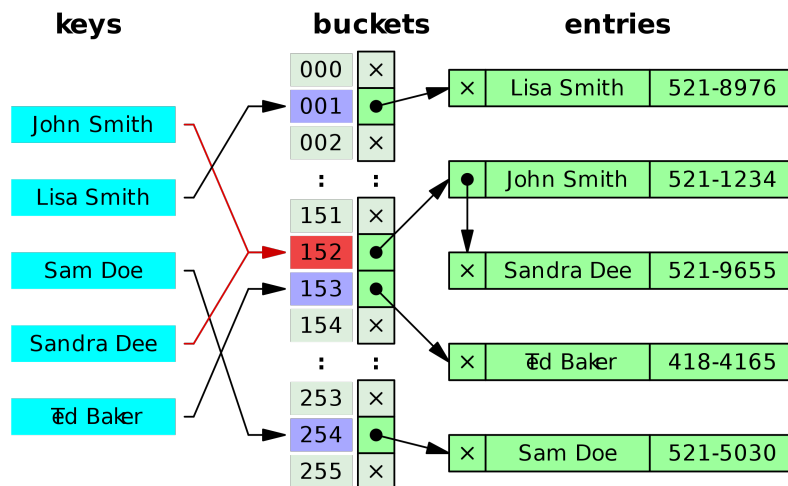 keys
buckets
entries
John Smith
Lisa Smith
Sam Doe
Sandra Dee
Ted Baker
000 ×
001
002 ×
: :
151 ×
152
153
154 ×
: :
253 ×
254
255 ×
× Lisa Smith 521-8976
John Smith 521-1234
× Sandra Dee 521-9655
× Ted Baker 418-4165
× Sam Doe 521-5030